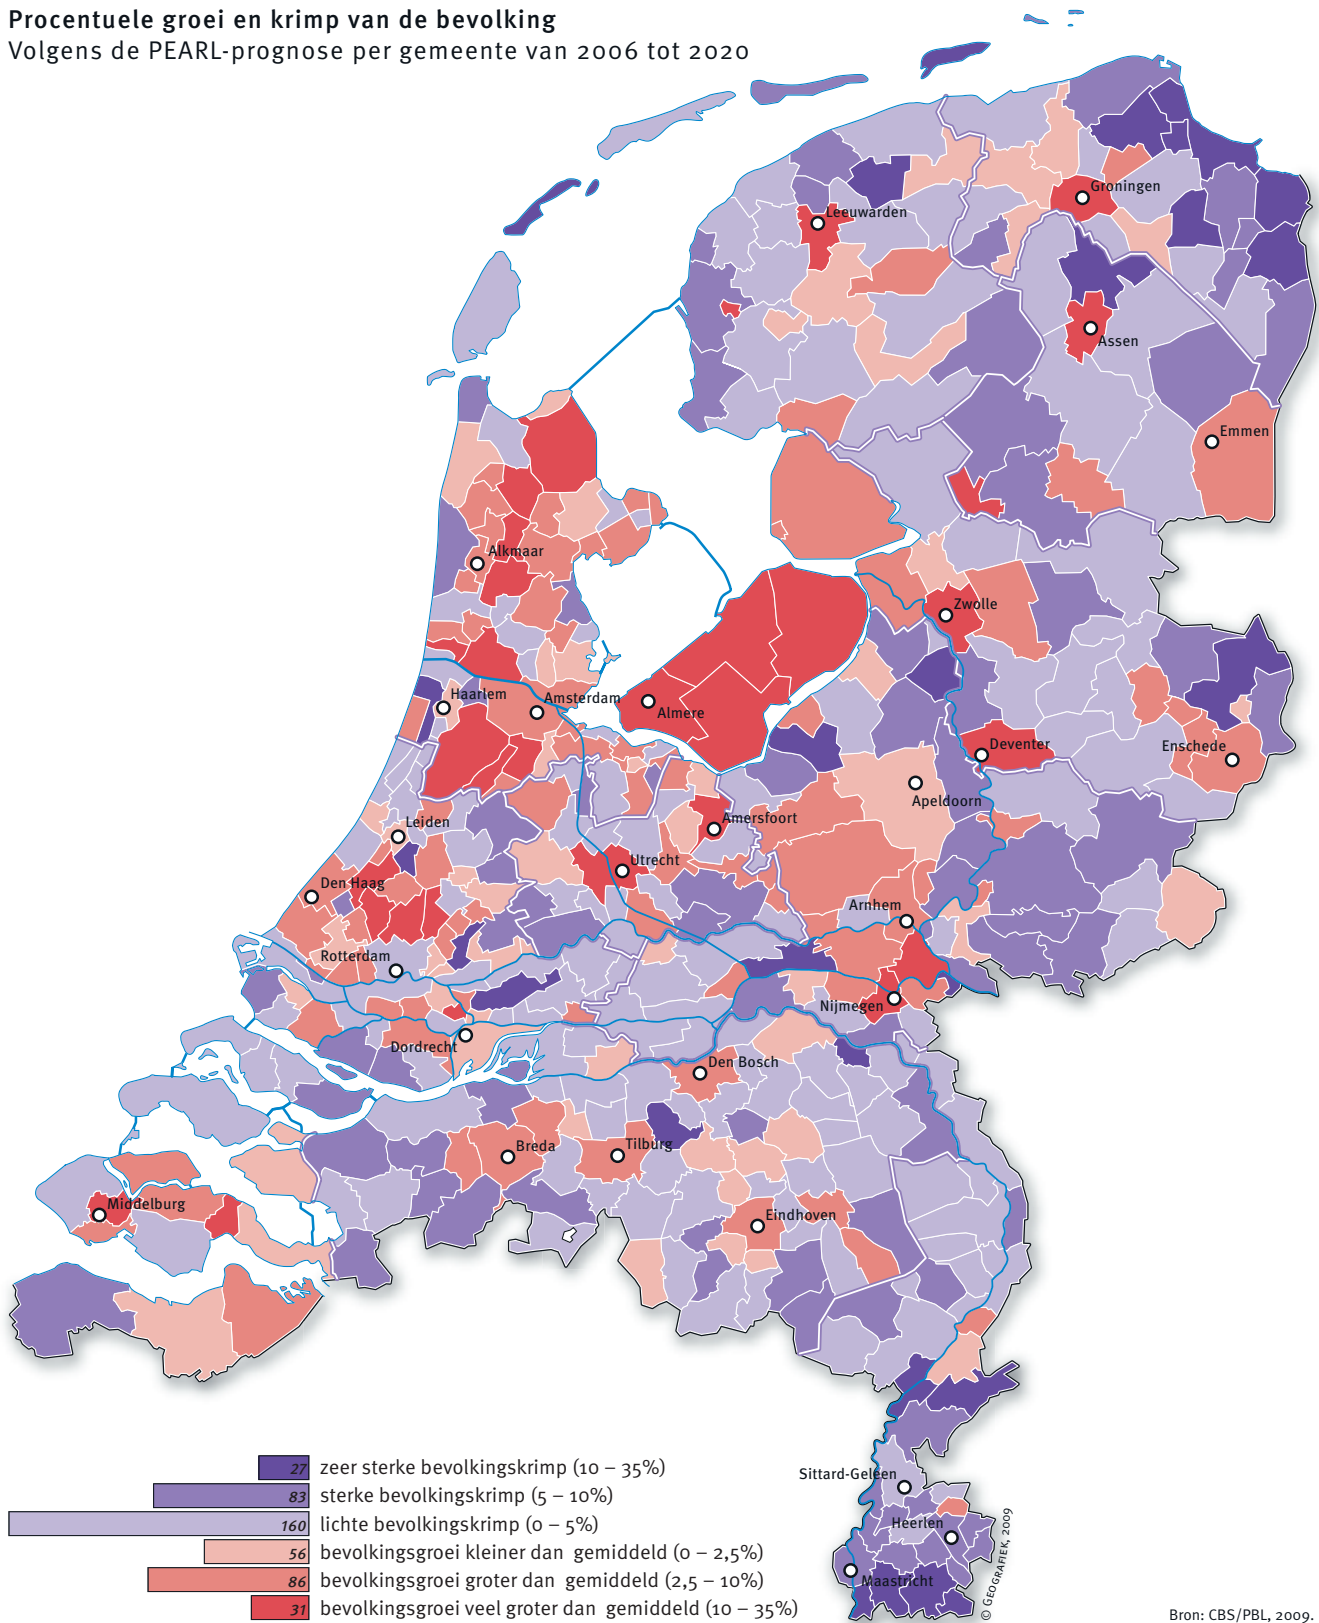 Procentuele groei en krimp van de bevolking
Volgens de PEARL-prognose per gemeente van 2006 tot 2020
Groningen
Leeuwarden
Assen
Emmen
Alkmaar
Zwolle
Haarlem
Amsterdam
Almere
Deventer
Enschede
Apeldoorn
Leiden
Amersfoort
Utrecht
Den Haag
Arnhem
Rotterdam
Nijmegen
Dordrecht
Den Bosch
Breda
Tilburg
Middelburg
Eindhoven
Sittard-Geleen
Heerlen
Maastricht
27 zeer sterke bevolkingskrimp (10 – 35%)
83 sterke bevolkingskrimp (5 – 10%)
160 lichte bevolkingskrimp (0 – 5%)
56 bevolkingsgroei kleiner dan gemiddeld (0 – 2,5%)
86 bevolkingsgroei groter dan gemiddeld (2,5 – 10%)
31 bevolkingsgroei veel groter dan gemiddeld (10 – 35%)
© GEOGRAFIEK, 2009
Bron: CBS/PBL, 2009.